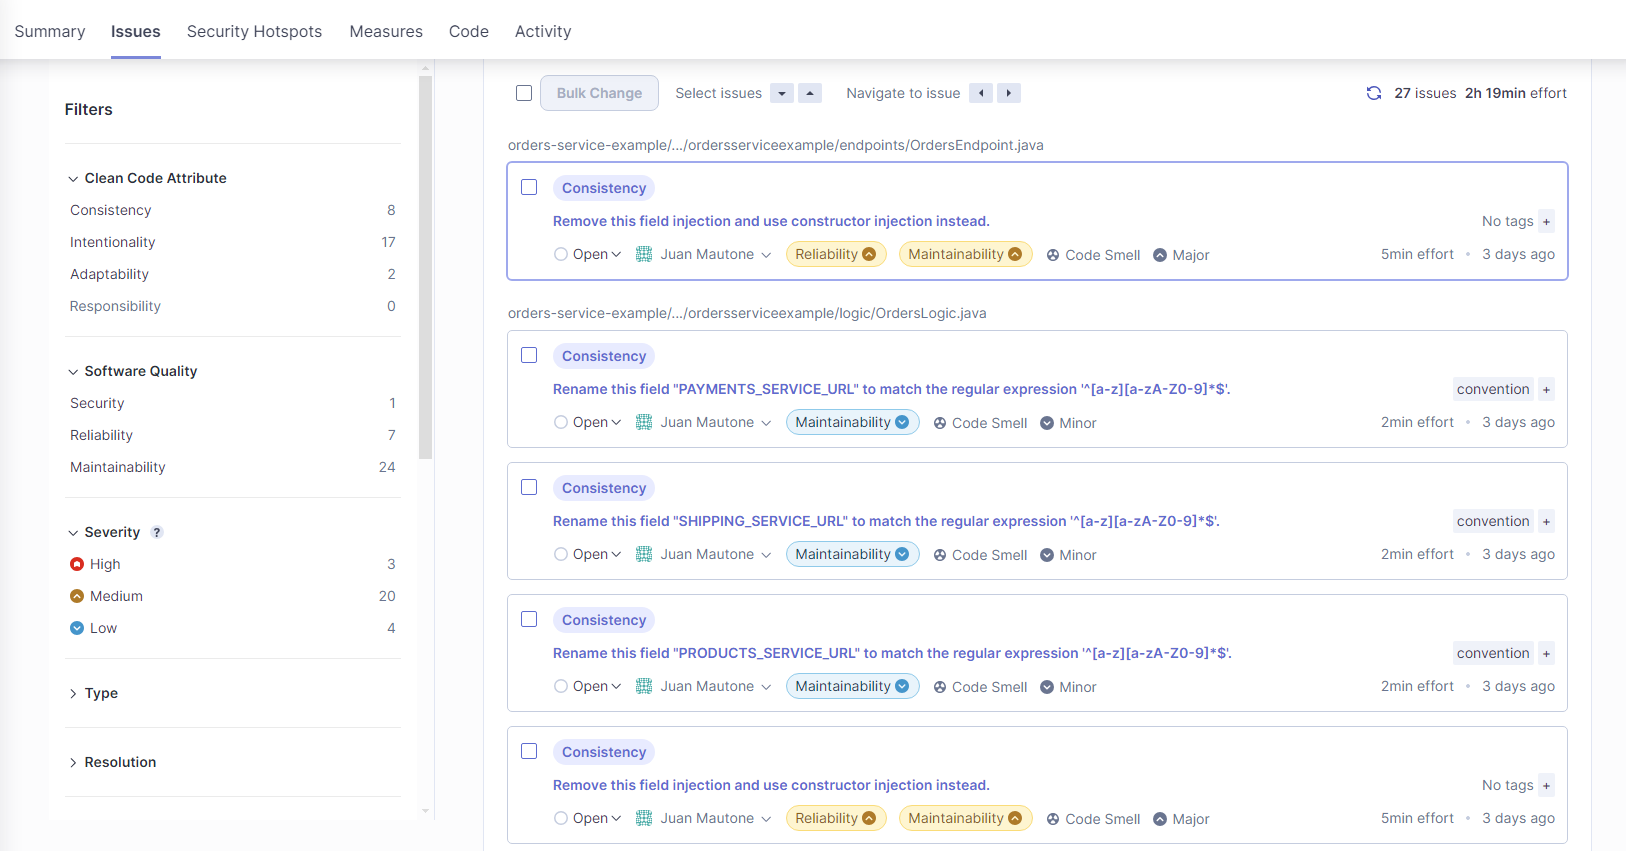 Summary Issues Security Hotspots Measures Code Activity
Filters
Clean Code Attribute
Consistency 8
Intentionality 17
Adaptability 2
Responsibility 0
Software Quality
Security 1
Reliability 7
Maintainability 24
Severity ?
High 3
Medium 20
Low 4
Type
Resolution
Bulk Change Select issues Navigate to issue 27 issues 2h 19min effort
orders-service-example/.../ordersserviceexample/endpoints/OrdersEndpoint.java
Consistency
Remove this field injection and use constructor injection instead. No tags +
Open Juan Mautone Reliability Maintainability Code Smell Major 5min effort • 3 days ago
orders-service-example/.../ordersserviceexample/logic/OrdersLogic.java
Consistency
Rename this field "PAYMENTS_SERVICE_URL" to match the regular expression '^[a-z][a-zA-Z0-9]*$'. convention +
Open Juan Mautone Maintainability Code Smell Minor 2min effort • 3 days ago
Consistency
Rename this field "SHIPPING_SERVICE_URL" to match the regular expression '^[a-z][a-zA-Z0-9]*$'. convention +
Open Juan Mautone Maintainability Code Smell Minor 2min effort • 3 days ago
Consistency
Rename this field "PRODUCTS_SERVICE_URL" to match the regular expression '^[a-z][a-zA-Z0-9]*$'. convention +
Open Juan Mautone Maintainability Code Smell Minor 2min effort • 3 days ago
Consistency
Remove this field injection and use constructor injection instead. No tags +
Open Juan Mautone Reliability Maintainability Code Smell Major 5min effort • 3 days ago